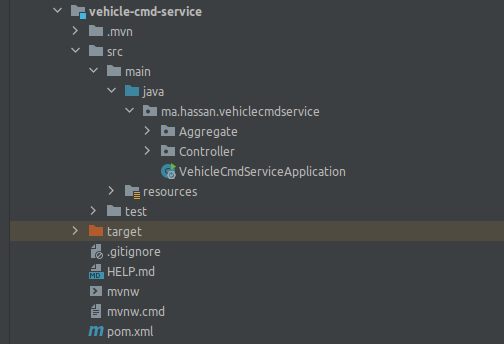 vehicle-cmd-service
.mvn
src
main
java
ma.hassan.vehiclecmdservice
Aggregate
Controller
VehicleCmdServiceApplication
resources
test
target
.gitignore
HELP.md
mvnw
mvnw.cmd
pom.xml